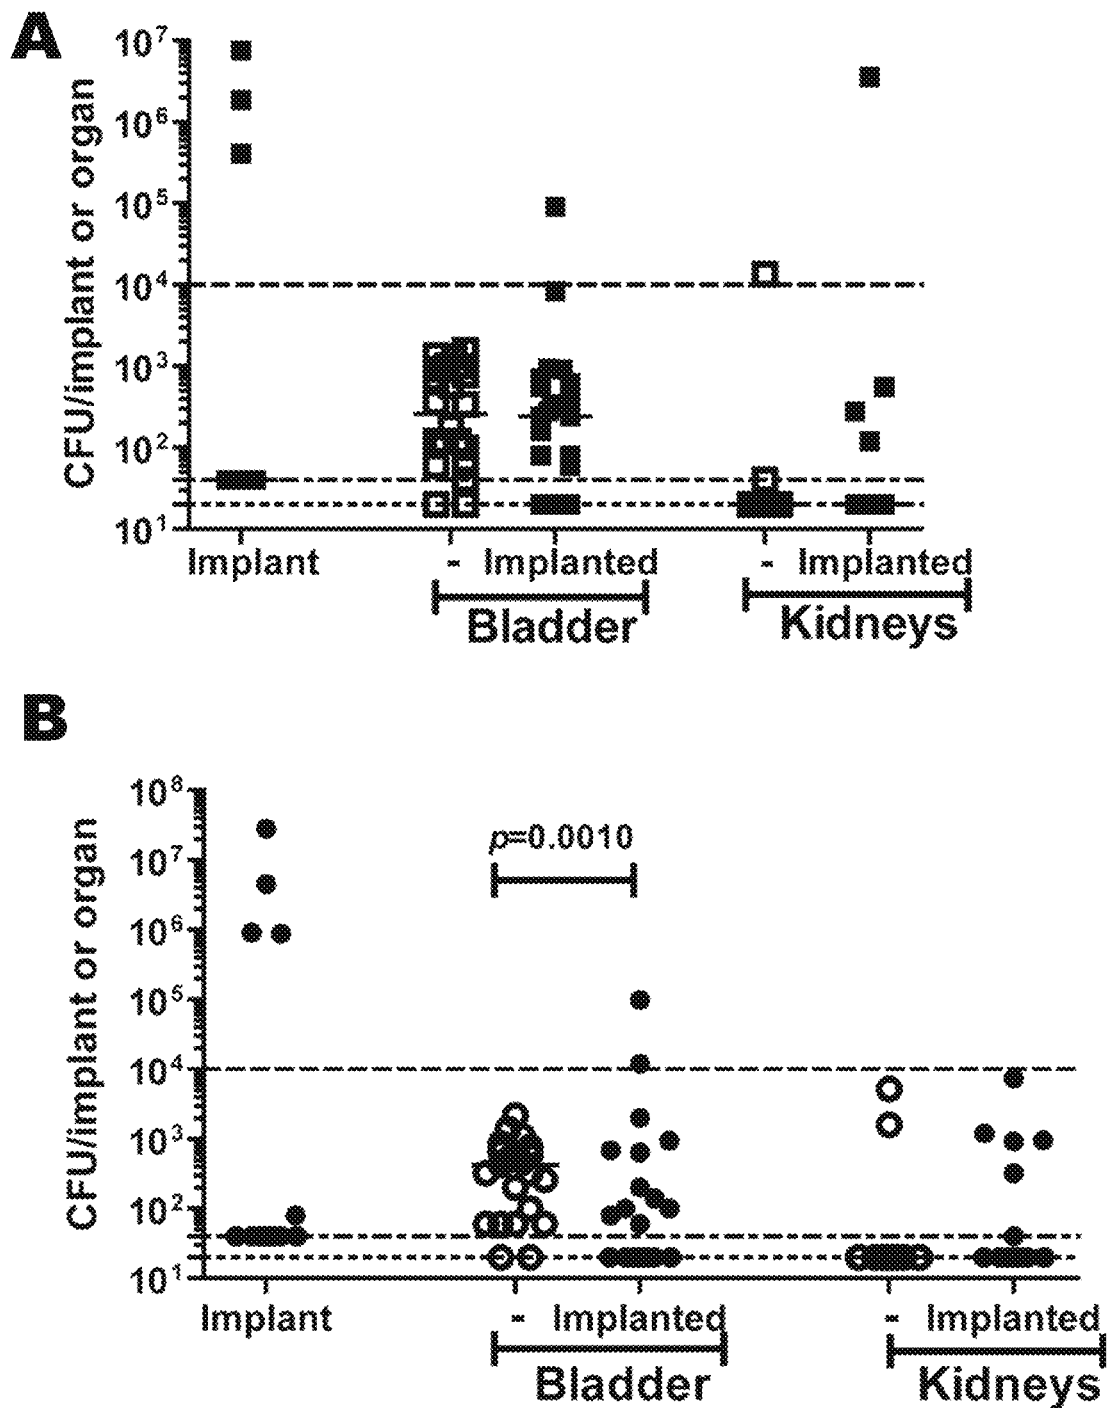 A
CFU/implant or organ
10⁷
10⁶
10⁵
10⁴
10³
10²
10¹
Implant
- Implanted
- Implanted
Bladder
Kidneys
B
CFU/implant or organ
10⁸
10⁷
10⁶
10⁵
10⁴
10³
10²
10¹
p=0.0010
Implant
- Implanted
- Implanted
Bladder
Kidneys